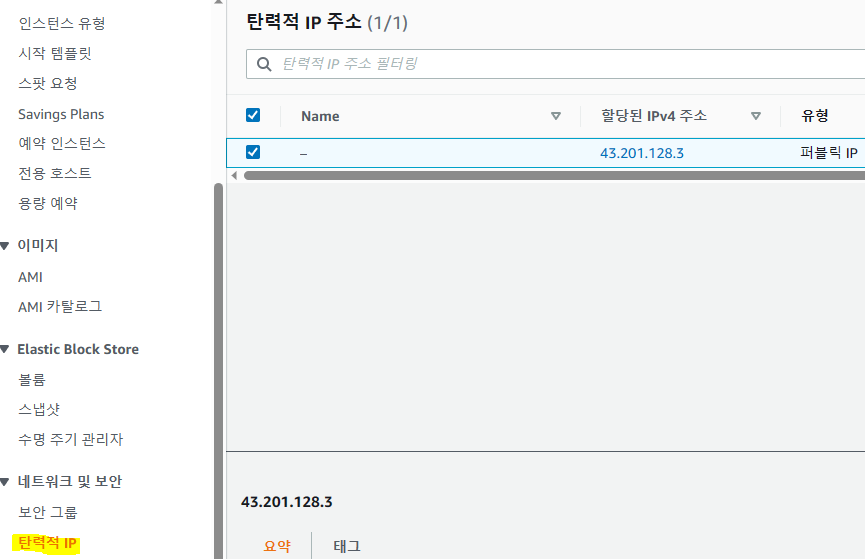 인스턴스 유형
시작 템플릿
스팟 요청
Savings Plans
예약 인스턴스
전용 호스트
용량 예약
이미지
AMI
AMI 카탈로그
Elastic Block Store
볼륨
스냅샷
수명 주기 관리자
네트워크 및 보안
보안 그룹
탄력적 IP
탄력적 IP 주소 (1/1)
탄력적 IP 주소 필터링
Name 할당된 IPv4 주소 유형
– 43.201.128.3 퍼블릭 IP
43.201.128.3
요약 태그